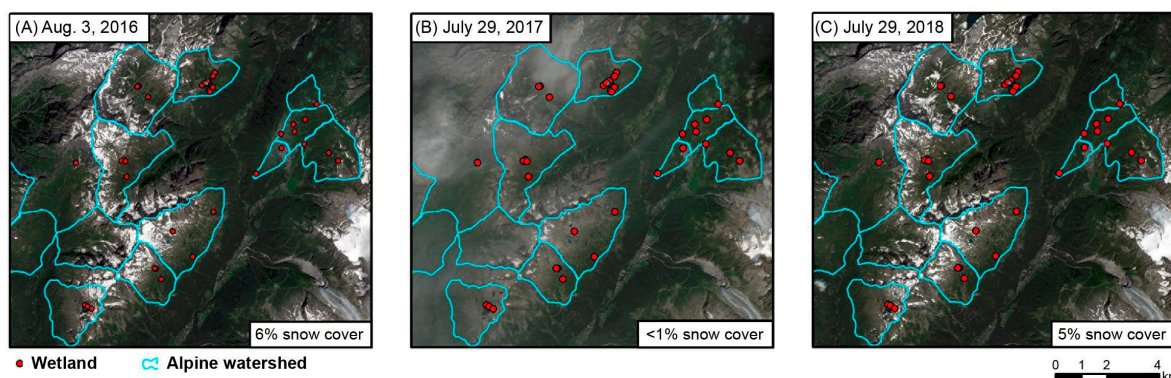 (A) Aug. 3, 2016
(B) July 29, 2017
(C) July 29, 2018
6% snow cover
<1% snow cover
5% snow cover
Wetland
Alpine watershed
0 1 2 4
km